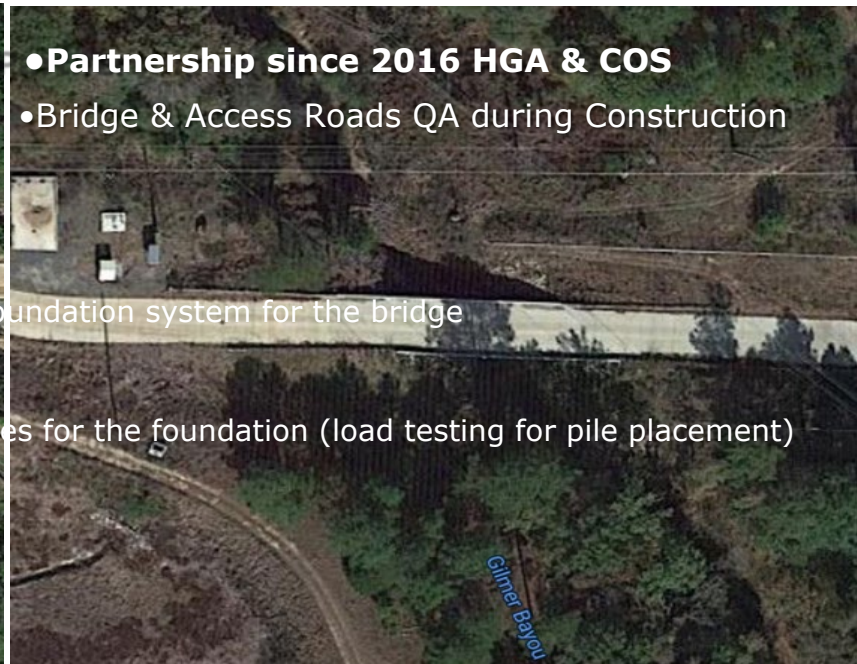 •Partnership since 2016 HGA & COS
•Bridge & Access Roads QA during Construction
oundation system for the bridge
es for the foundation (load testing for pile placement)
Gilmer Bayou